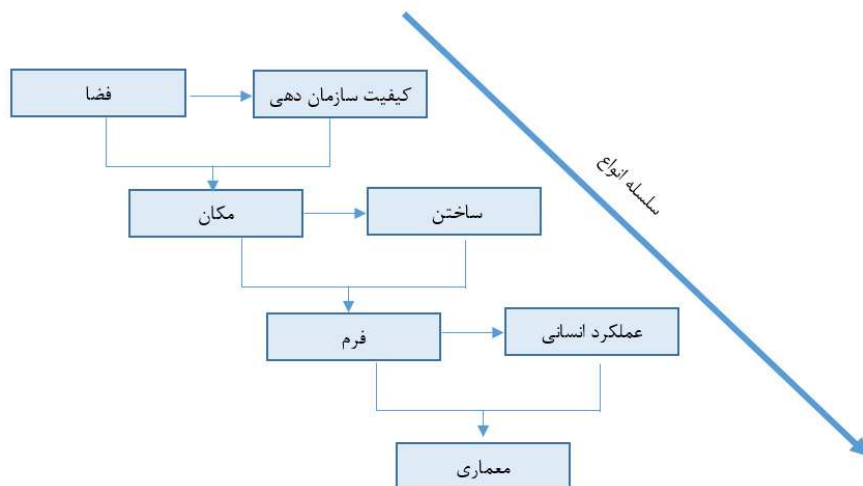 فضا
کیفیت سازمان دهی
مکان
ساختن
فرم
عملکرد انسانی
معماری
سلسله انواع